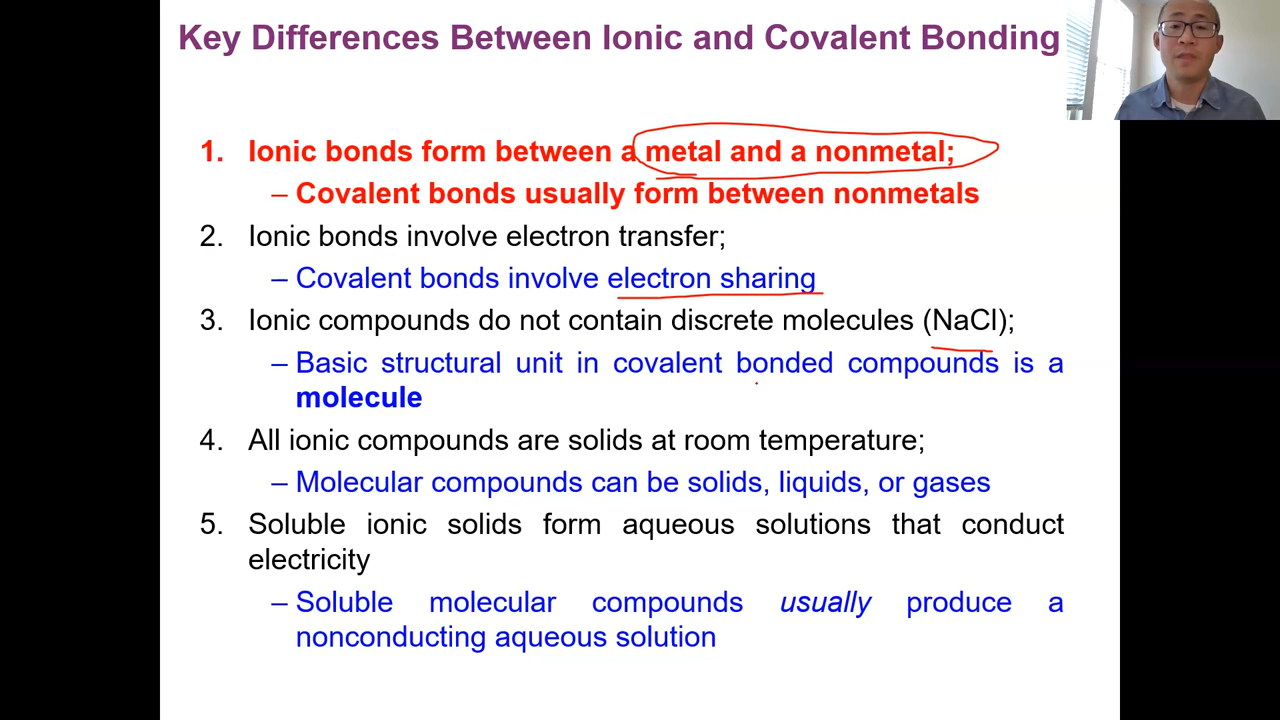 Key Differences Between Ionic and Covalent Bonding
1. Ionic bonds form between a metal and a nonmetal;
– Covalent bonds usually form between nonmetals
2. Ionic bonds involve electron transfer;
– Covalent bonds involve electron sharing
3. Ionic compounds do not contain discrete molecules (NaCl);
– Basic structural unit in covalent bonded compounds is a
molecule
4. All ionic compounds are solids at room temperature;
– Molecular compounds can be solids, liquids, or gases
5. Soluble ionic solids form aqueous solutions that conduct
electricity
– Soluble molecular compounds usually produce a
nonconducting aqueous solution